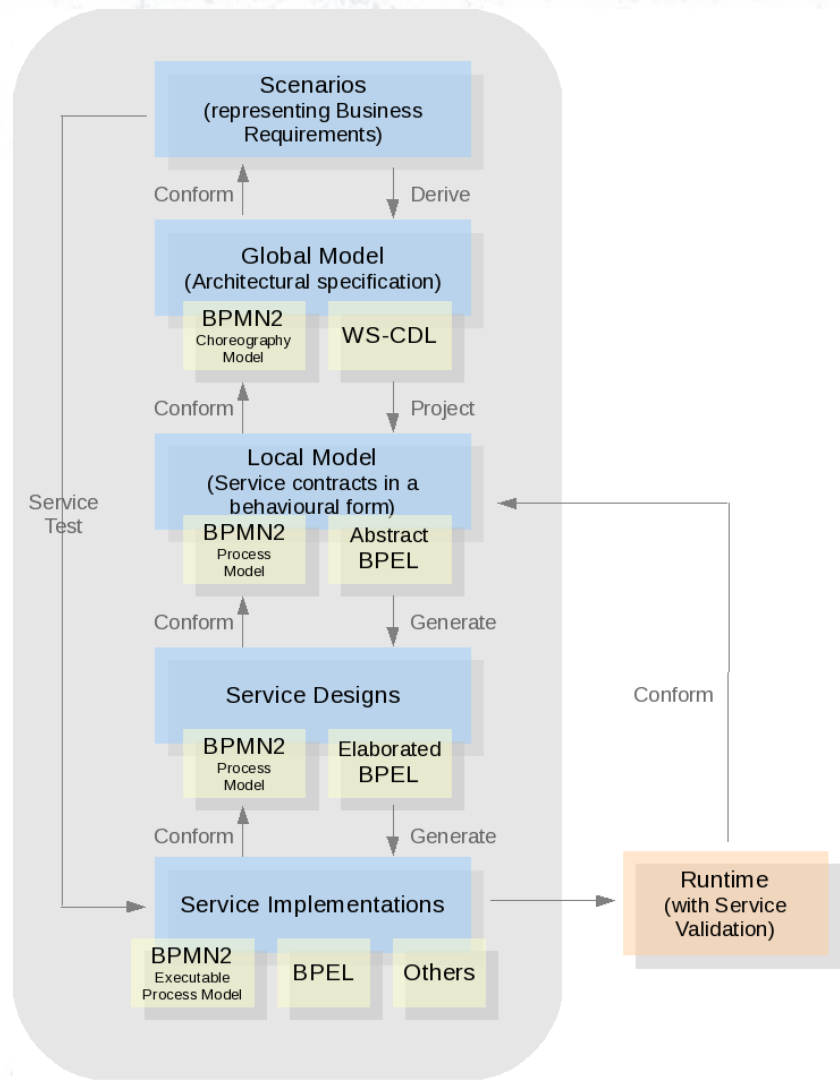 Scenarios
(representing Business
Requirements)
Conform
Derive
Global Model
(Architectural specification)
BPMN2
Choreography
Model
WS-CDL
Conform
Project
Local Model
(Service contracts in a
behavioural form)
BPMN2
Process
Model
Abstract
BPEL
Service
Test
Conform
Generate
Service Designs
BPMN2
Process
Model
Elaborated
BPEL
Conform
Conform
Generate
Service Implementations
BPMN2
Executable
Process Model
BPEL
Others
Runtime
(with Service
Validation)